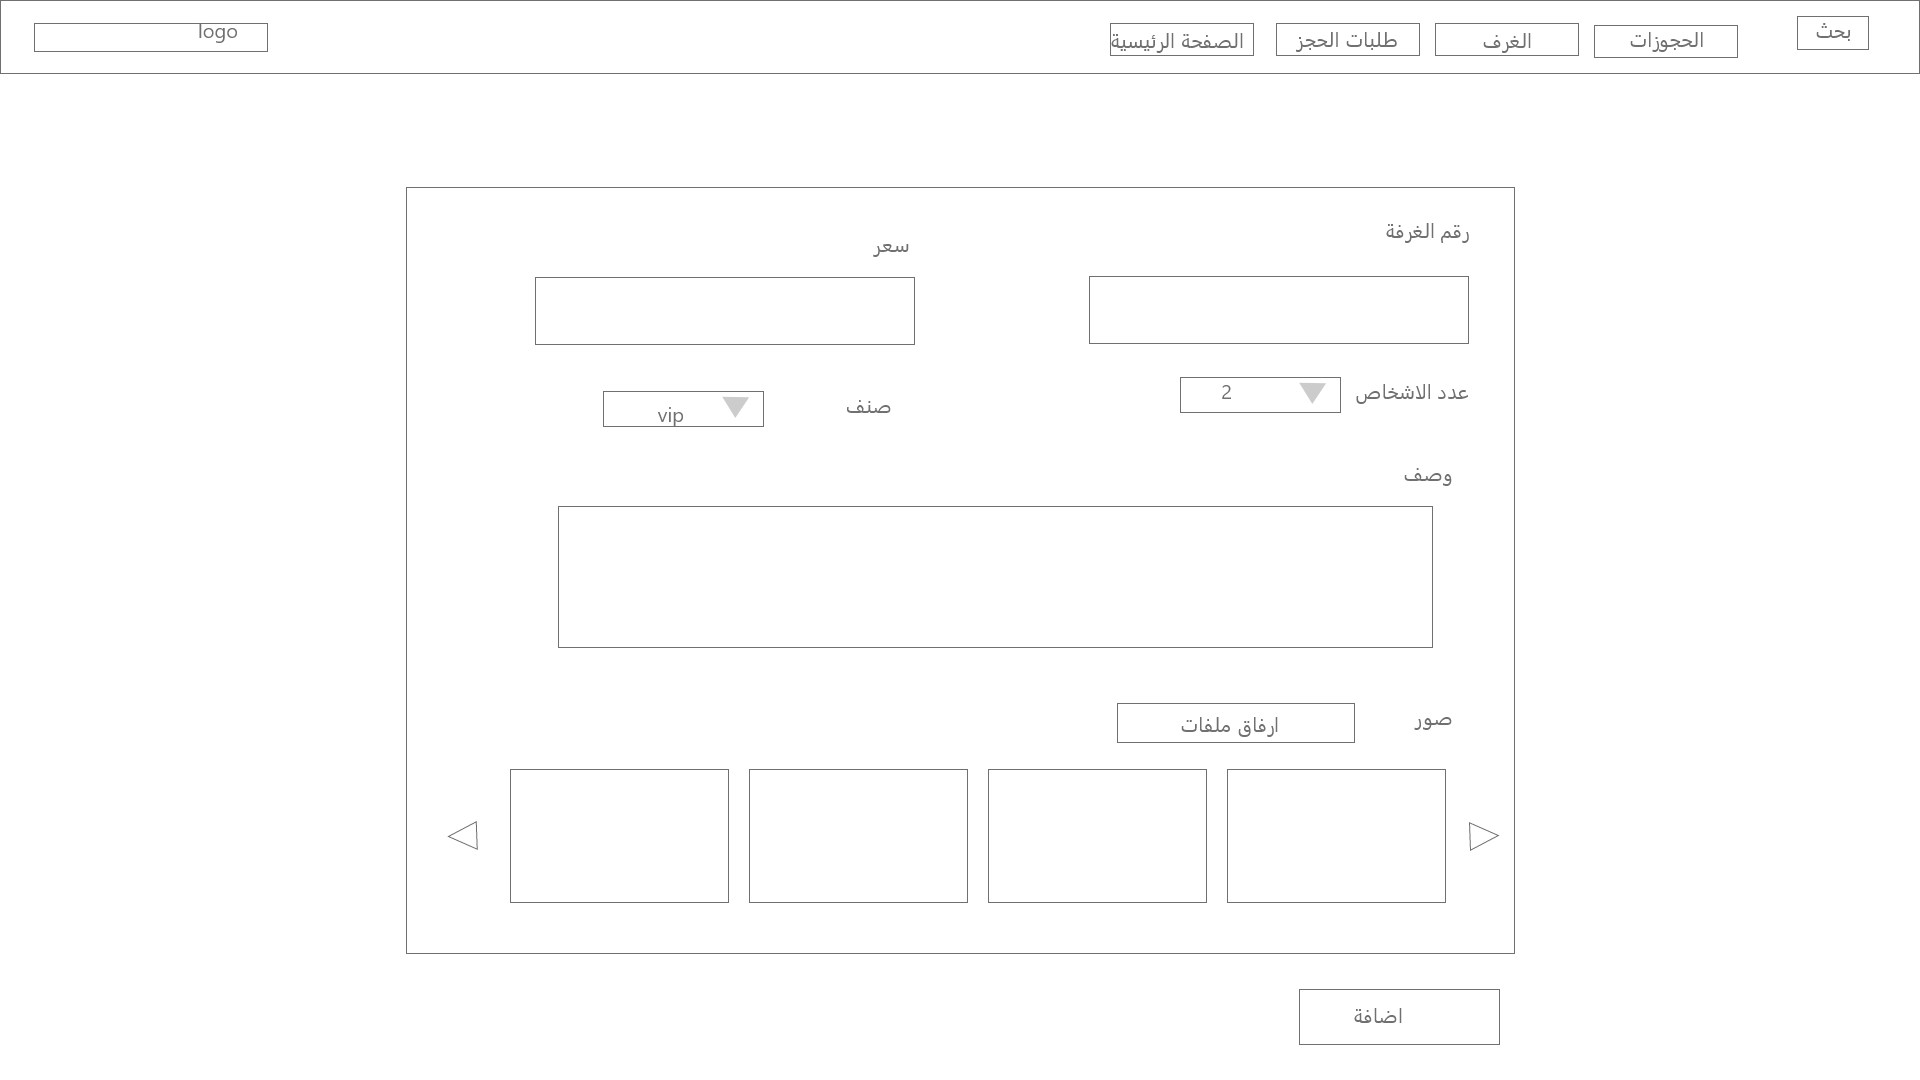 logo
بحث
الحجوزات
الغرف
طلبات الحجز
الصفحة الرئيسية
رقم الغرفة
سعر
عدد الاشخاص
2
صنف
vip
وصف
صور
ارفاق ملفات
اضافة